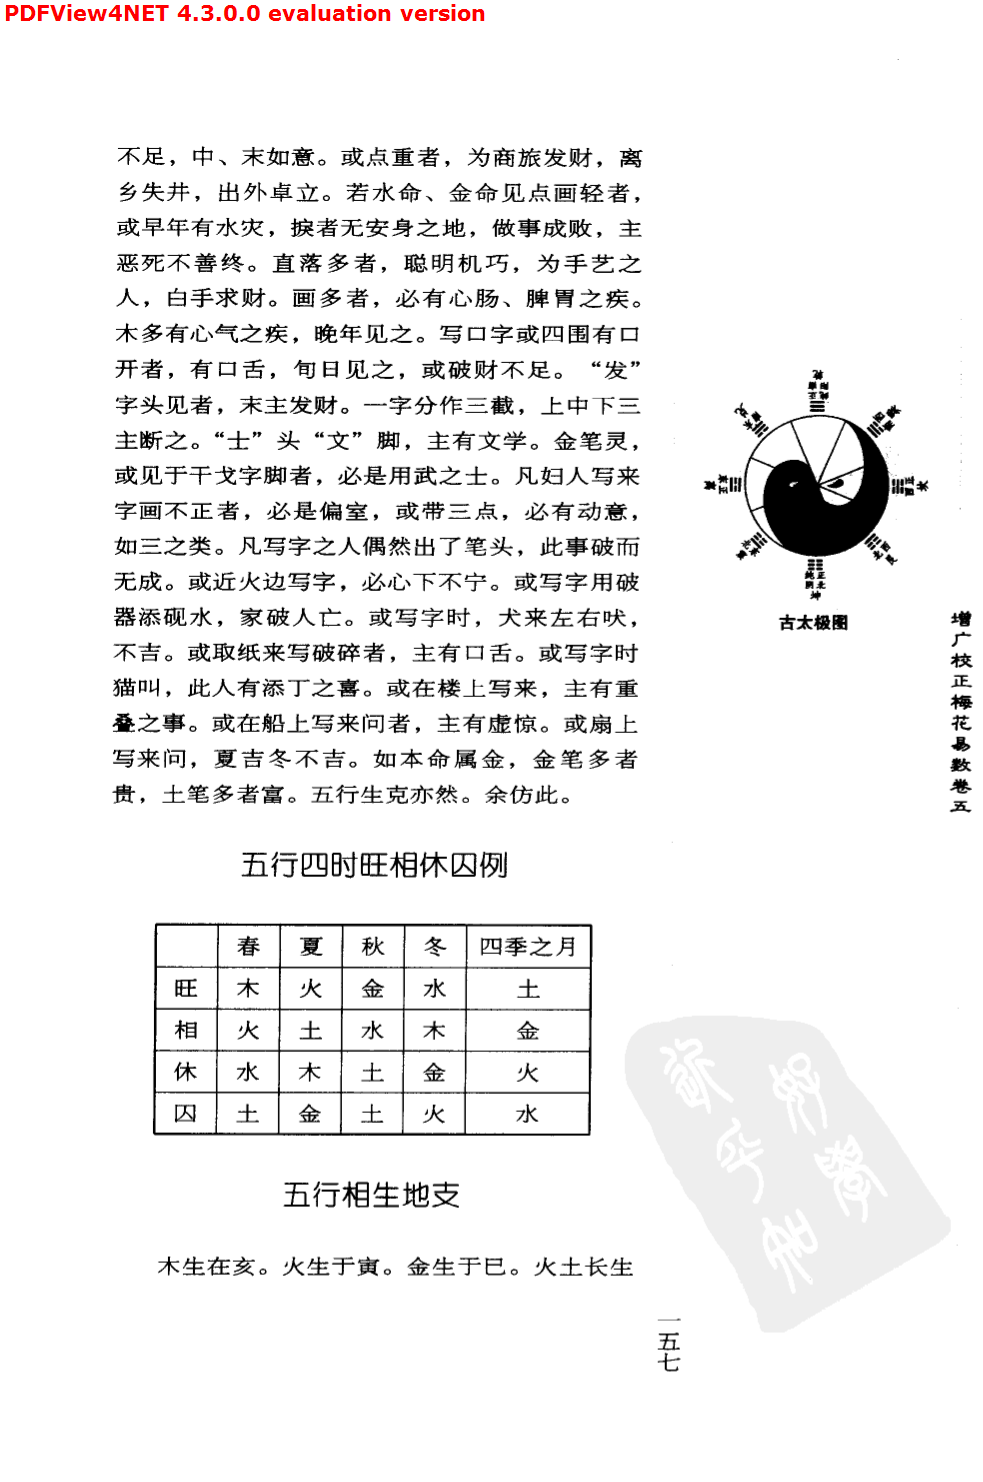 PDFView4NET 4.3.0.0 evaluation version
不足，中、末如意。或点重者，为商旅发财，离
乡失井，出外卓立。若水命、金命见点画轻者，
或早年有水灾，捩者无安身之地，做事成败，主
恶死不善终。直落多者，聪明机巧，为手艺之
人，白手求财。画多者，必有心肠、脾胃之疾。
木多有心气之疾，晚年见之。写口字或四围有口
开者，有口舌，旬日见之，或破财不足。“发”
字头见者，末主发财。一字分作三截，上中下三
主断之。“士”头“文”脚，主有文学。金笔灵，
或见于干戈字脚者，必是用武之士。凡妇人写来
字画不正者，必是偏室，或带三点，必有动意，
如三之类。凡写字之人偶然出了笔头，此事破而
无成。或近火边写字，必心下不宁。或写字用破
器添砚水，家破人亡。或写字时，犬来左右吠，
不吉。或取纸来写破碎者，主有口舌。或写字时
猫叫，此人有添丁之喜。或在楼上写来，主有重
叠之事。或在船上写来问者，主有虚惊。或扇上
写来问，夏吉冬不吉。如本命属金，金笔多者
贵，土笔多者富。五行生克亦然。余仿此。
五行四时旺相休囚例
春 夏 秋 冬 四季之月
旺 木 火 金 水 土
相 火 土 水 木 金
休 水 木 土 金 火
囚 土 金 土 火 水
五行相生地支
木生在亥。火生于寅。金生于巳。火土长生
古太极图
增广校正梅花易数卷五
一五七